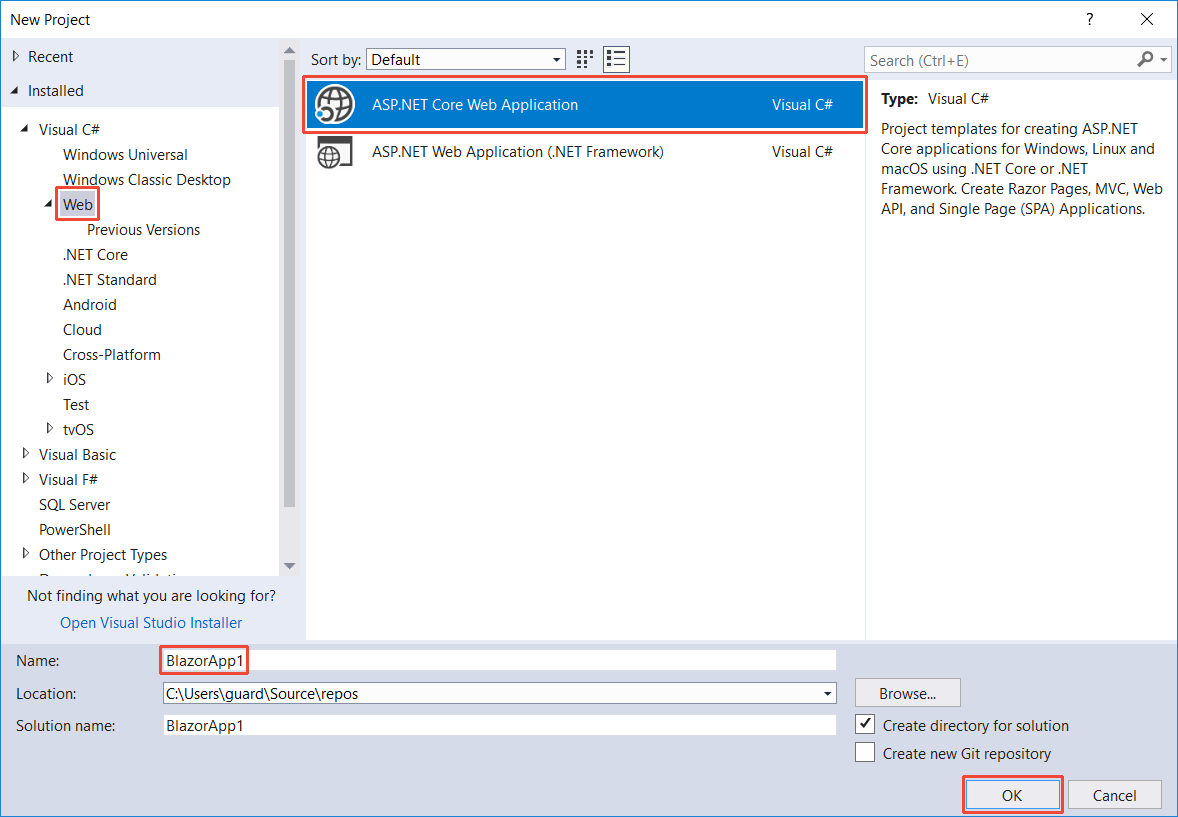 New Project
?
Recent
Installed
Visual C#
Windows Universal
Windows Classic Desktop
Web
Previous Versions
.NET Core
.NET Standard
Android
Cloud
Cross-Platform
iOS
Test
tvOS
Visual Basic
Visual F#
SQL Server
PowerShell
Other Project Types
Not finding what you are looking for?
Open Visual Studio Installer
Sort by: Default
ASP.NET Core Web Application Visual C#
ASP.NET Web Application (.NET Framework) Visual C#
Search (Ctrl+E)
Type: Visual C#
Project templates for creating ASP.NET
Core applications for Windows, Linux and
macOS using .NET Core or .NET
Framework. Create Razor Pages, MVC, Web
API, and Single Page (SPA) Applications.
Name: BlazorApp1
Location: C:\Users\guard\Source\repos
Browse...
Solution name: BlazorApp1
Create directory for solution
Create new Git repository
OK
Cancel